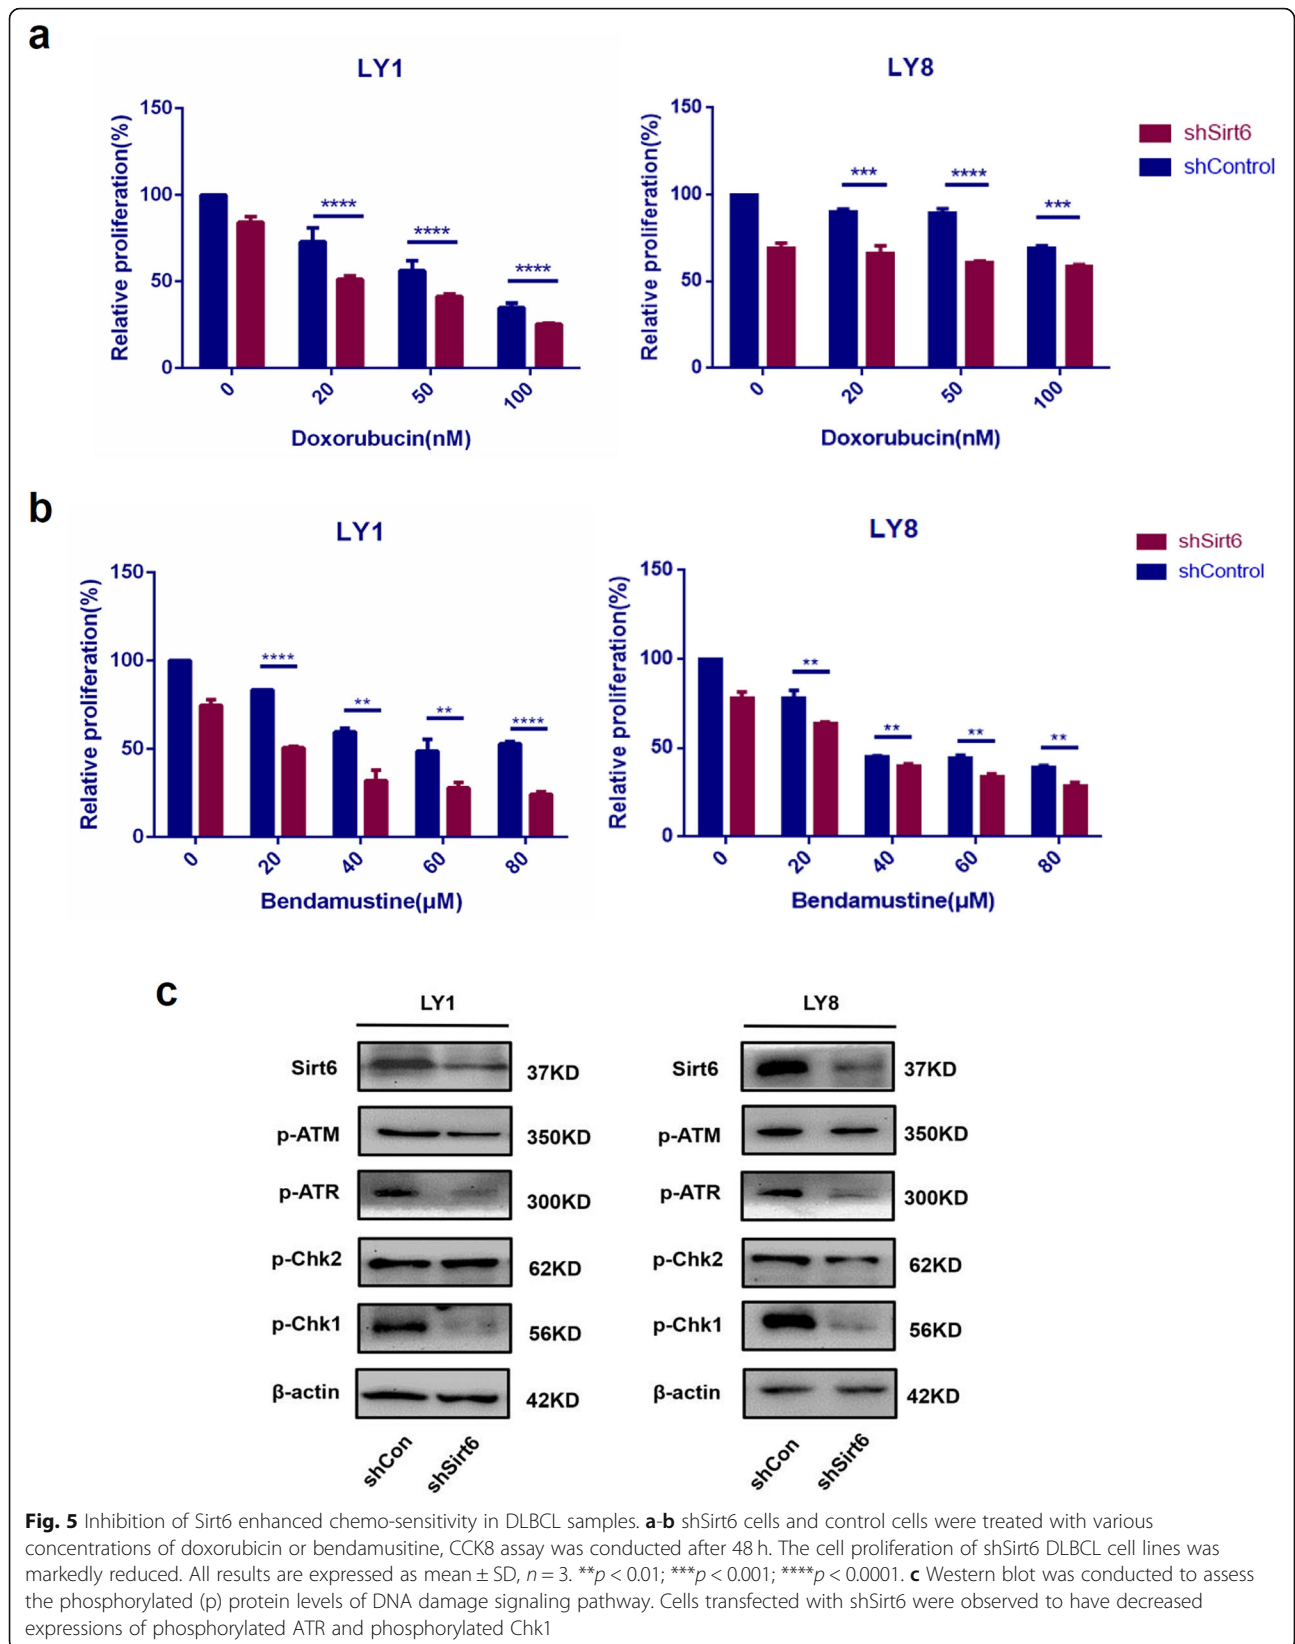 a
LY1
LY8
150
100
50
0
Relative proliferation(%)
****
****
****
0
20
50
100
Doxorubucin(nM)
150
100
50
0
Relative proliferation(%)
***
****
***
0
20
50
100
Doxorubucin(nM)
shSirt6
shControl
b
LY1
LY8
150
100
50
0
Relative proliferation(%)
****
**
**
****
0
20
40
60
80
Bendamustine(μM)
150
100
50
0
Relative proliferation(%)
**
**
**
**
0
20
40
60
80
Bendamustine(μM)
shSirt6
shControl
c
LY1
Sirt6 37KD
p-ATM 350KD
p-ATR 300KD
p-Chk2 62KD
p-Chk1 56KD
β-actin 42KD
shCon shSirt6
LY8
Sirt6 37KD
p-ATM 350KD
p-ATR 300KD
p-Chk2 62KD
p-Chk1 56KD
β-actin 42KD
shCon shSirt6
Fig. 5 Inhibition of Sirt6 enhanced chemo-sensitivity in DLBCL samples. a-b shSirt6 cells and control cells were treated with various
concentrations of doxorubicin or bendamusitine, CCK8 assay was conducted after 48 h. The cell proliferation of shSirt6 DLBCL cell lines was
markedly reduced. All results are expressed as mean ± SD, n = 3. **p < 0.01; ***p < 0.001; ****p < 0.0001. c Western blot was conducted to assess
the phosphorylated (p) protein levels of DNA damage signaling pathway. Cells transfected with shSirt6 were observed to have decreased
expressions of phosphorylated ATR and phosphorylated Chk1